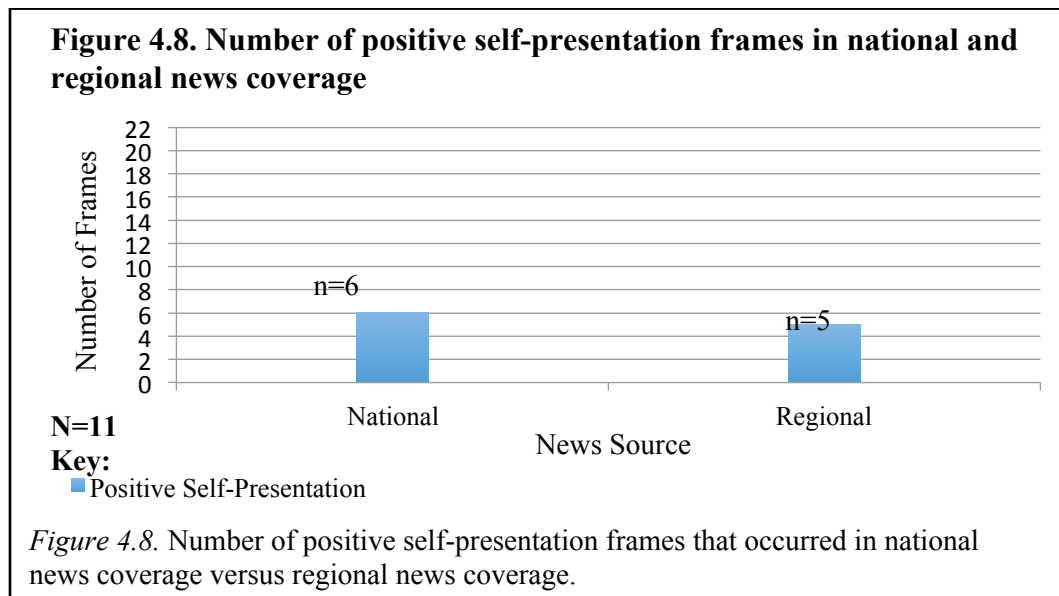 Figure 4.8. Number of positive self-presentation frames in national and
regional news coverage
Number of Frames
22
20
18
16
14
12
10
8
6
4
2
0
n=6
n=5
National
Regional
News Source
N=11
Key:
Positive Self-Presentation
Figure 4.8. Number of positive self-presentation frames that occurred in national
news coverage versus regional news coverage.